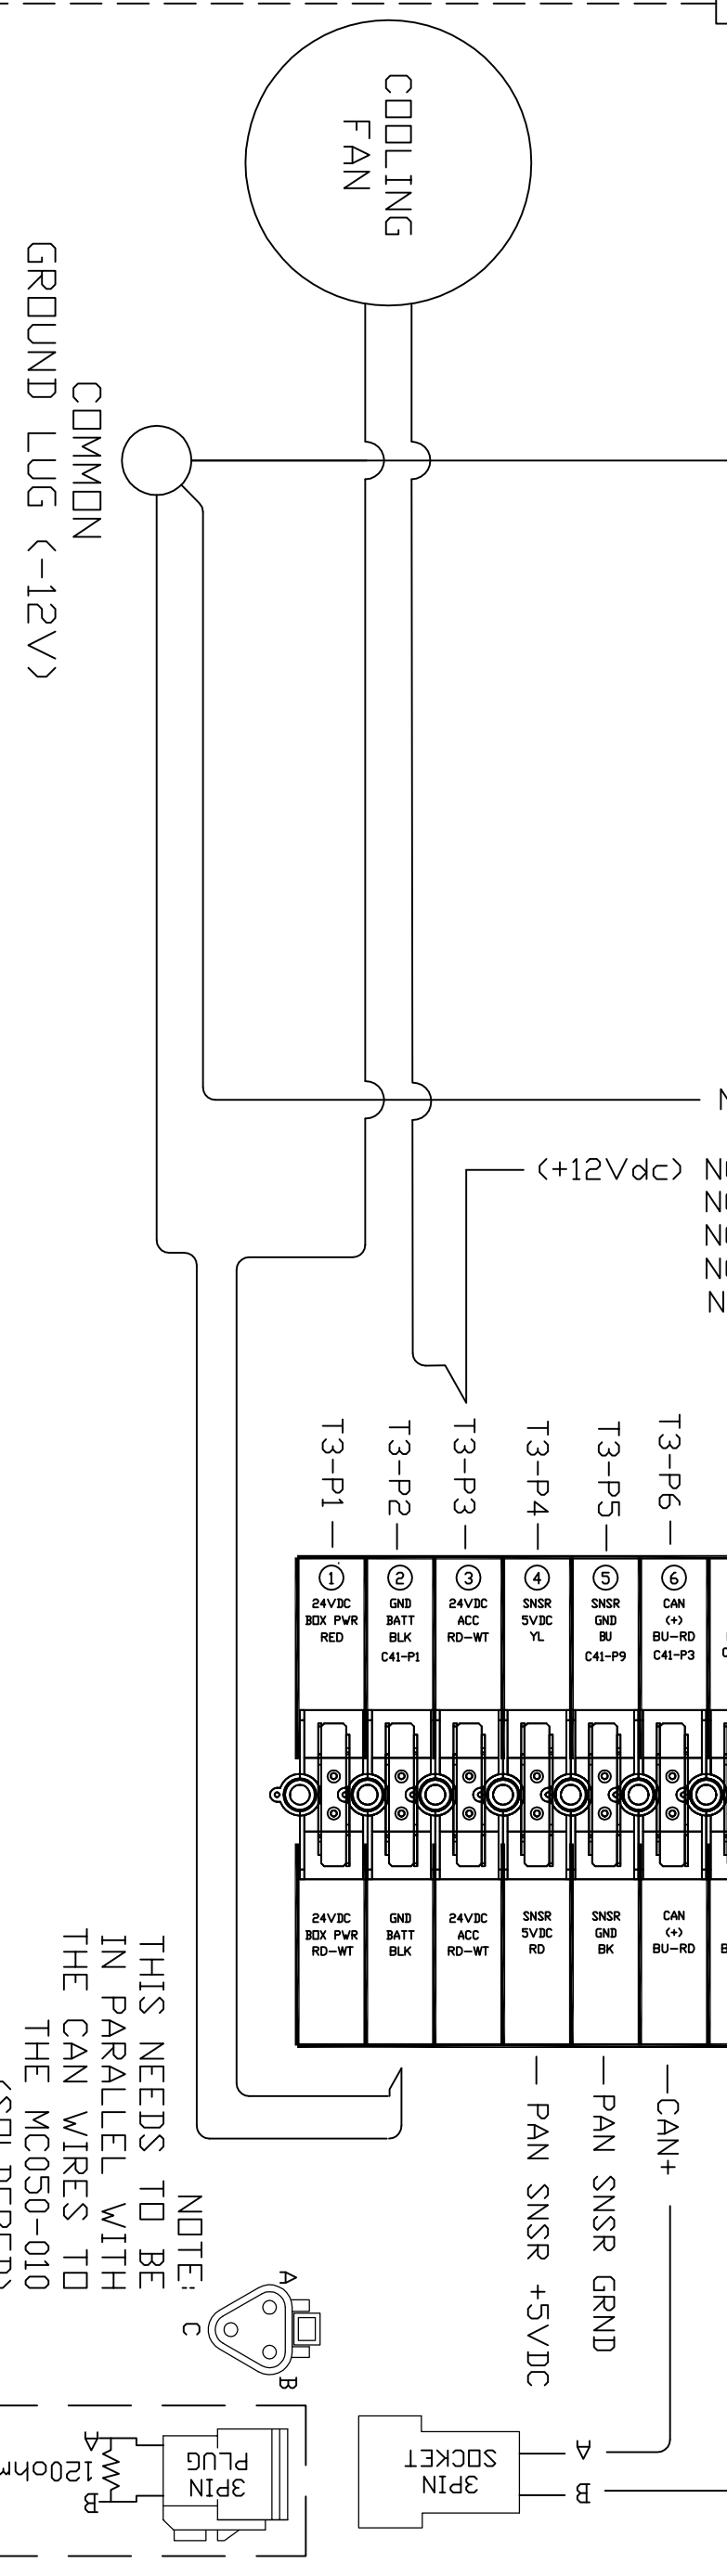 COOLING
FAN
COMMON
GROUND LUG (-12V)
(+12Vdc)
T3-P1
T3-P2
T3-P3
T3-P4
T3-P5
T3-P6
1
24VDC
BOX PWR
RED
2
GND
BATT
BLK
C41-P1
3
24VDC
ACC
RD-WT
4
SNSR
5VDC
YL
5
SNSR
GND
BU
C41-P9
6
CAN
(+)
BU-RD
C41-P3
24VDC
BOX PWR
RD-WT
GND
BATT
BLK
24VDC
ACC
RD-WT
SNSR
5VDC
RD
SNSR
GND
BK
CAN
(+)
BU-RD
PAN SNSR +5VDC
PAN SNSR GRND
CAN+
NOTE:
THIS NEEDS TO BE
IN PARALLEL WITH
THE CAN WIRES TO
THE MC050-010
A
B
C
3PIN
PLUG
A
B
120ohm
3PIN
SOCKET
A
B